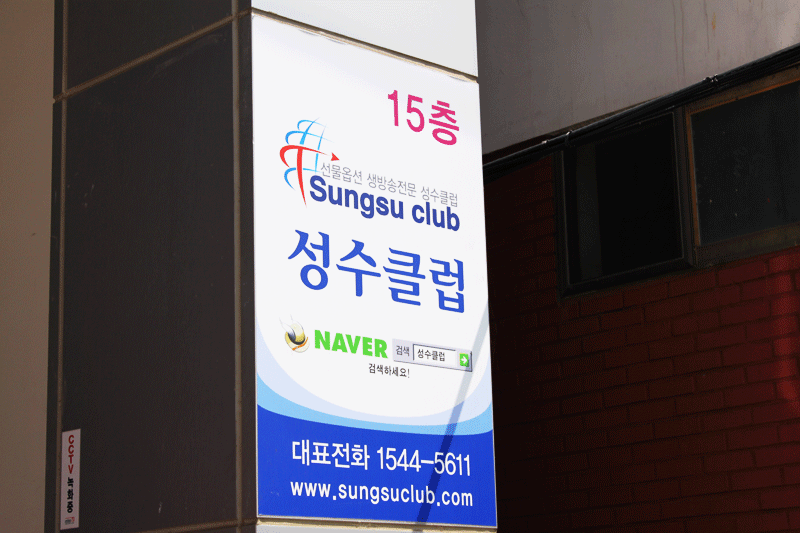 15층
선물옵션 생방송전문 성수클럽
Sungsu club
성수클럽
NAVER 검색 성수클럽
검색하세요!
대표전화 1544-5611
www.sungsuclub.com
CCTV 녹화중